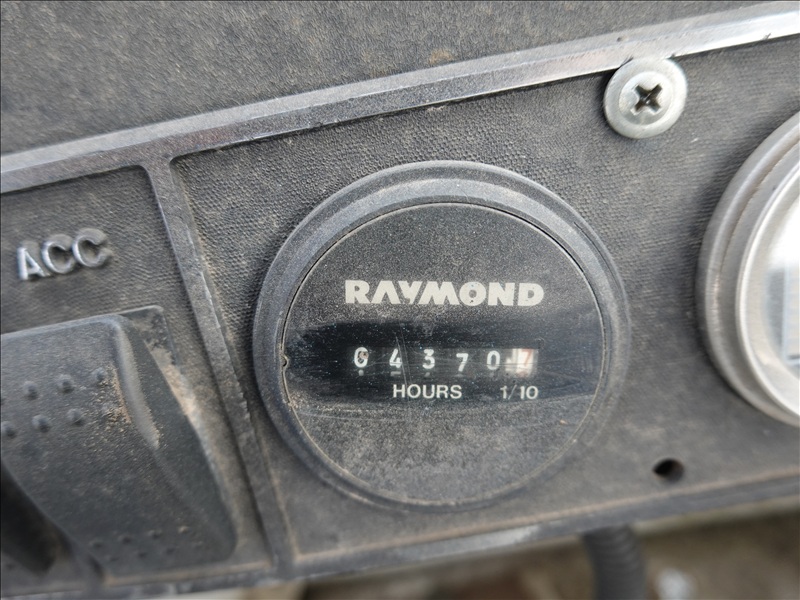 ACC
RAYMOND
04370
HOURS 1/10